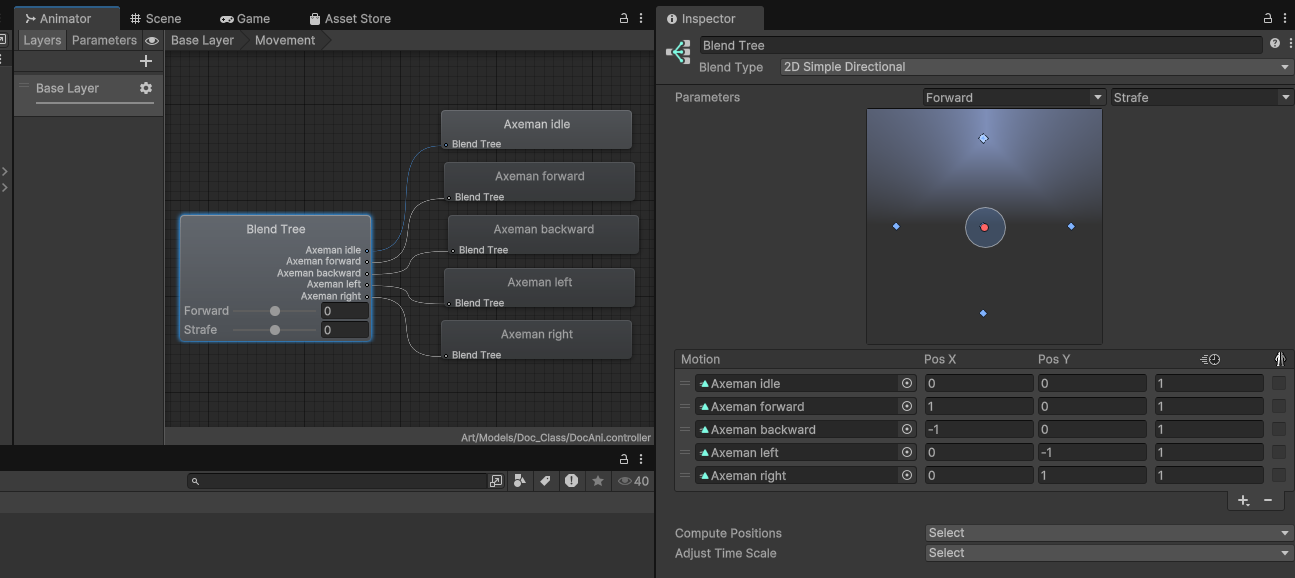 Animator
Scene
Game
Asset Store
Layers
Parameters
Base Layer
Movement
Base Layer
Axeman idle
Blend Tree
Axeman forward
Blend Tree
Axeman backward
Blend Tree
Axeman left
Blend Tree
Axeman right
Blend Tree
Blend Tree
Axeman idle
Axeman forward
Axeman backward
Axeman left
Axeman right
Forward 0
Strafe 0
Art/Models/Doc_Class/DocAni.controller
40
Inspector
Blend Tree
Blend Type 2D Simple Directional
Parameters Forward Strafe
Motion Pos X Pos Y
Axeman idle 0 0 1
Axeman forward 1 0 1
Axeman backward -1 0 1
Axeman left 0 -1 1
Axeman right 0 1 1
Compute Positions Select
Adjust Time Scale Select